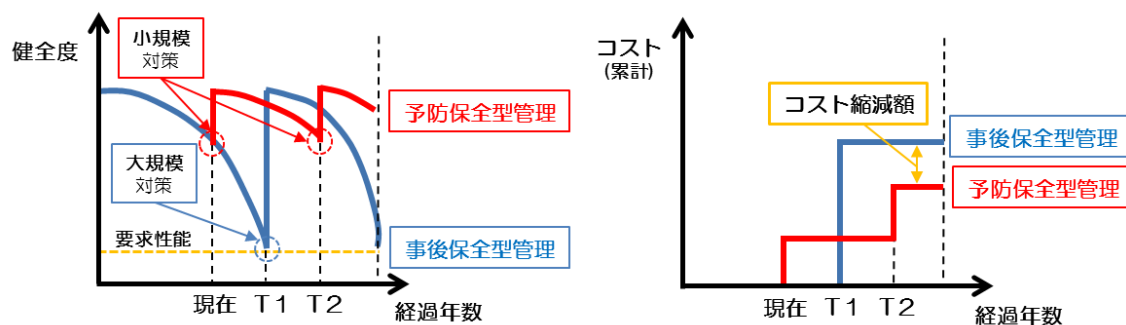 健全度
小規模
対策
予防保全型管理
大規模
対策
要求性能
事後保全型管理
現在
T1
T2
経過年数
コスト
(累計)
コスト縮減額
事後保全型管理
予防保全型管理
現在
T1
T2
経過年数